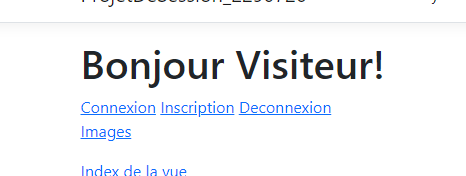 Bonjour Visiteur!
Connexion Inscription Deconnexion
Images
Index de la vue